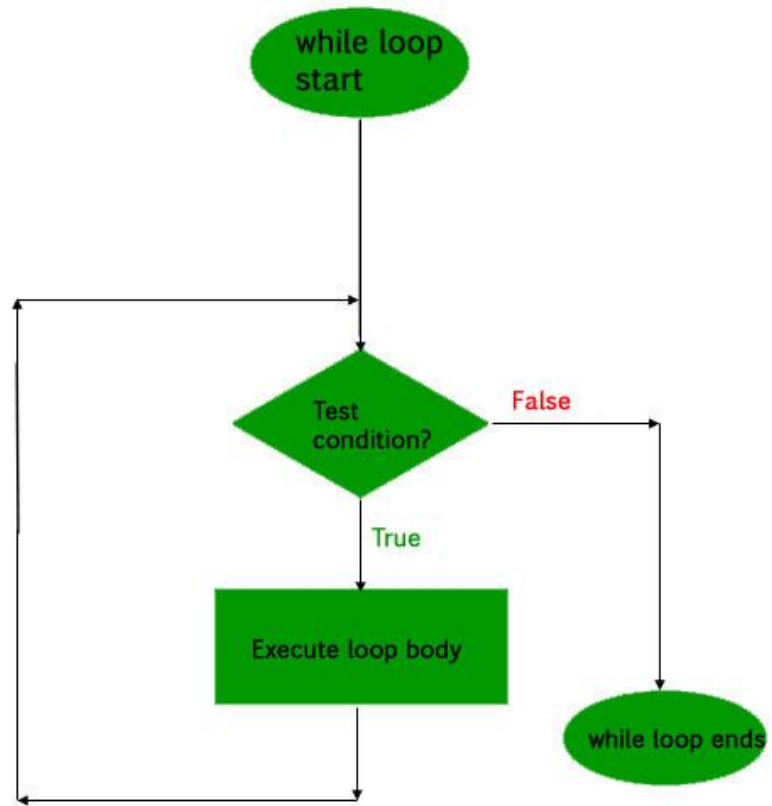 while loop
start
Test
condition?
False
True
Execute loop body
while loop ends